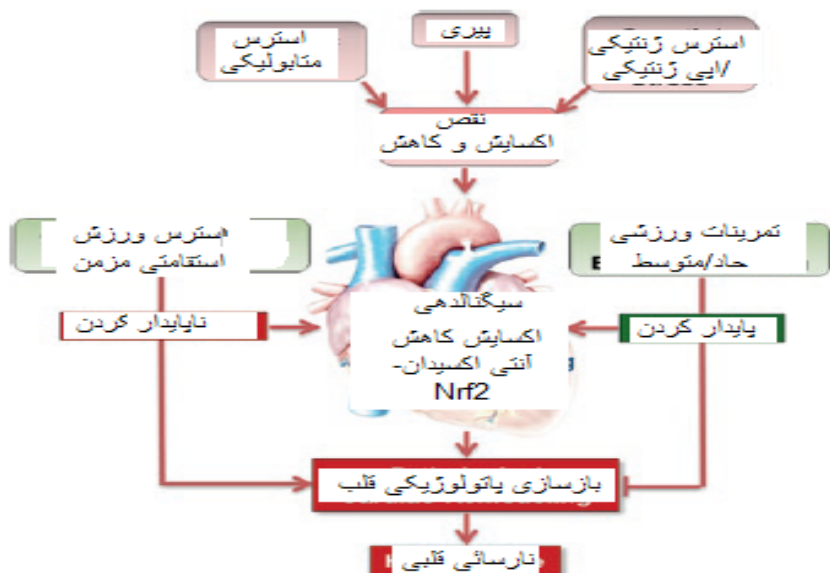 استرس
متابولیکی
پیری
استرس ژنتیکی
/اپی ژنتیکی
نقص
اکسایش و کاهش
استرس ورزش
استقامتی مزمن
تمرینات ورزشی
حاد/متوسط
ناپایدار کردن
پایدار کردن
سیگنالدهی
اکسایش کاهش
آنتی اکسیدان-
Nrf2
بازسازی پاتولوژیکی قلب
نارسائی قلبی